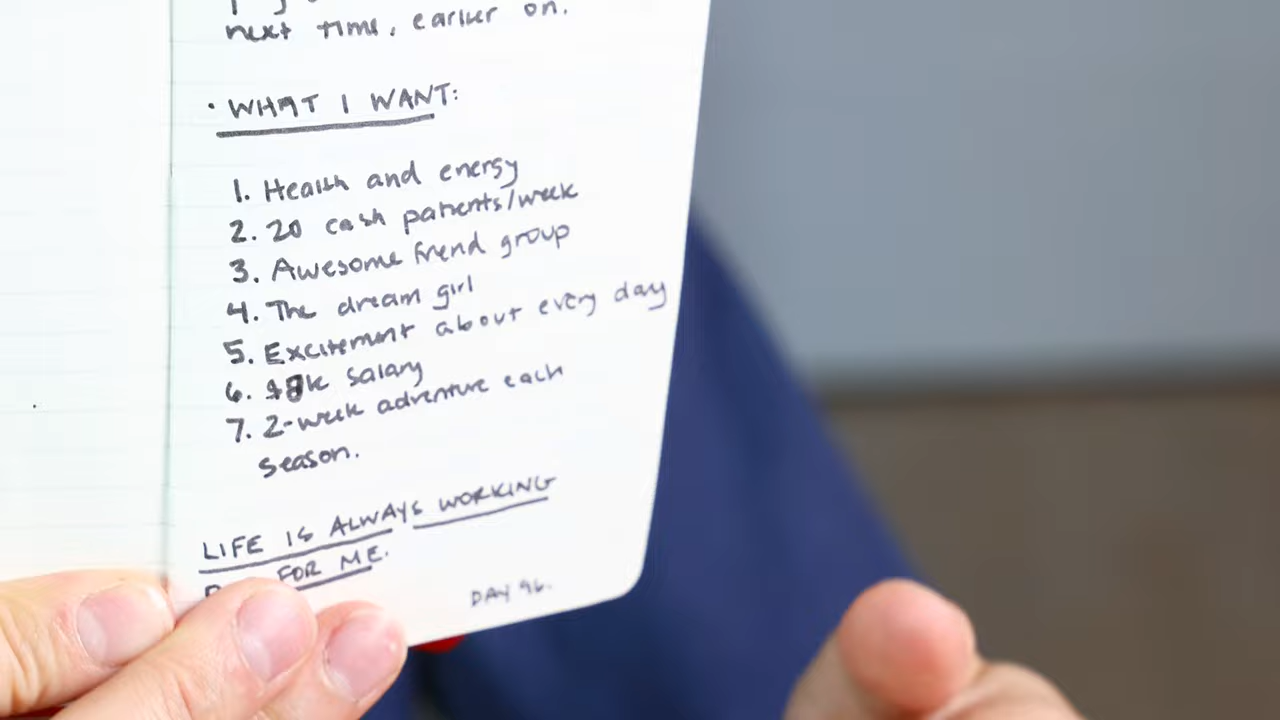 next time, earlier on.
• WHAT I WANT:
1. Health and energy
2. 20 cash patients/week
3. Awesome friend group
4. The dream girl
5. Excitement about every day
6. $8k salary
7. 2-week adventure each
season.
LIFE IS ALWAYS WORKING
FOR ME.
DAY 96.